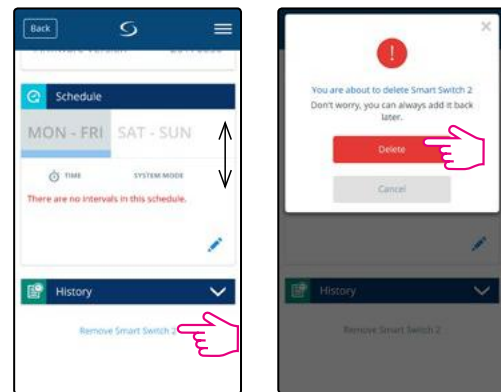 Back
Firmware version
Schedule
MON - FRI SAT - SUN
TIME SYSTEM MODE
There are no intervals in this schedule.
History
Remove Smart Switch 2
You are about to delete Smart Switch 2
Don't worry, you can always add it back
later.
Delete
Cancel
History
Remove Smart Switch 2